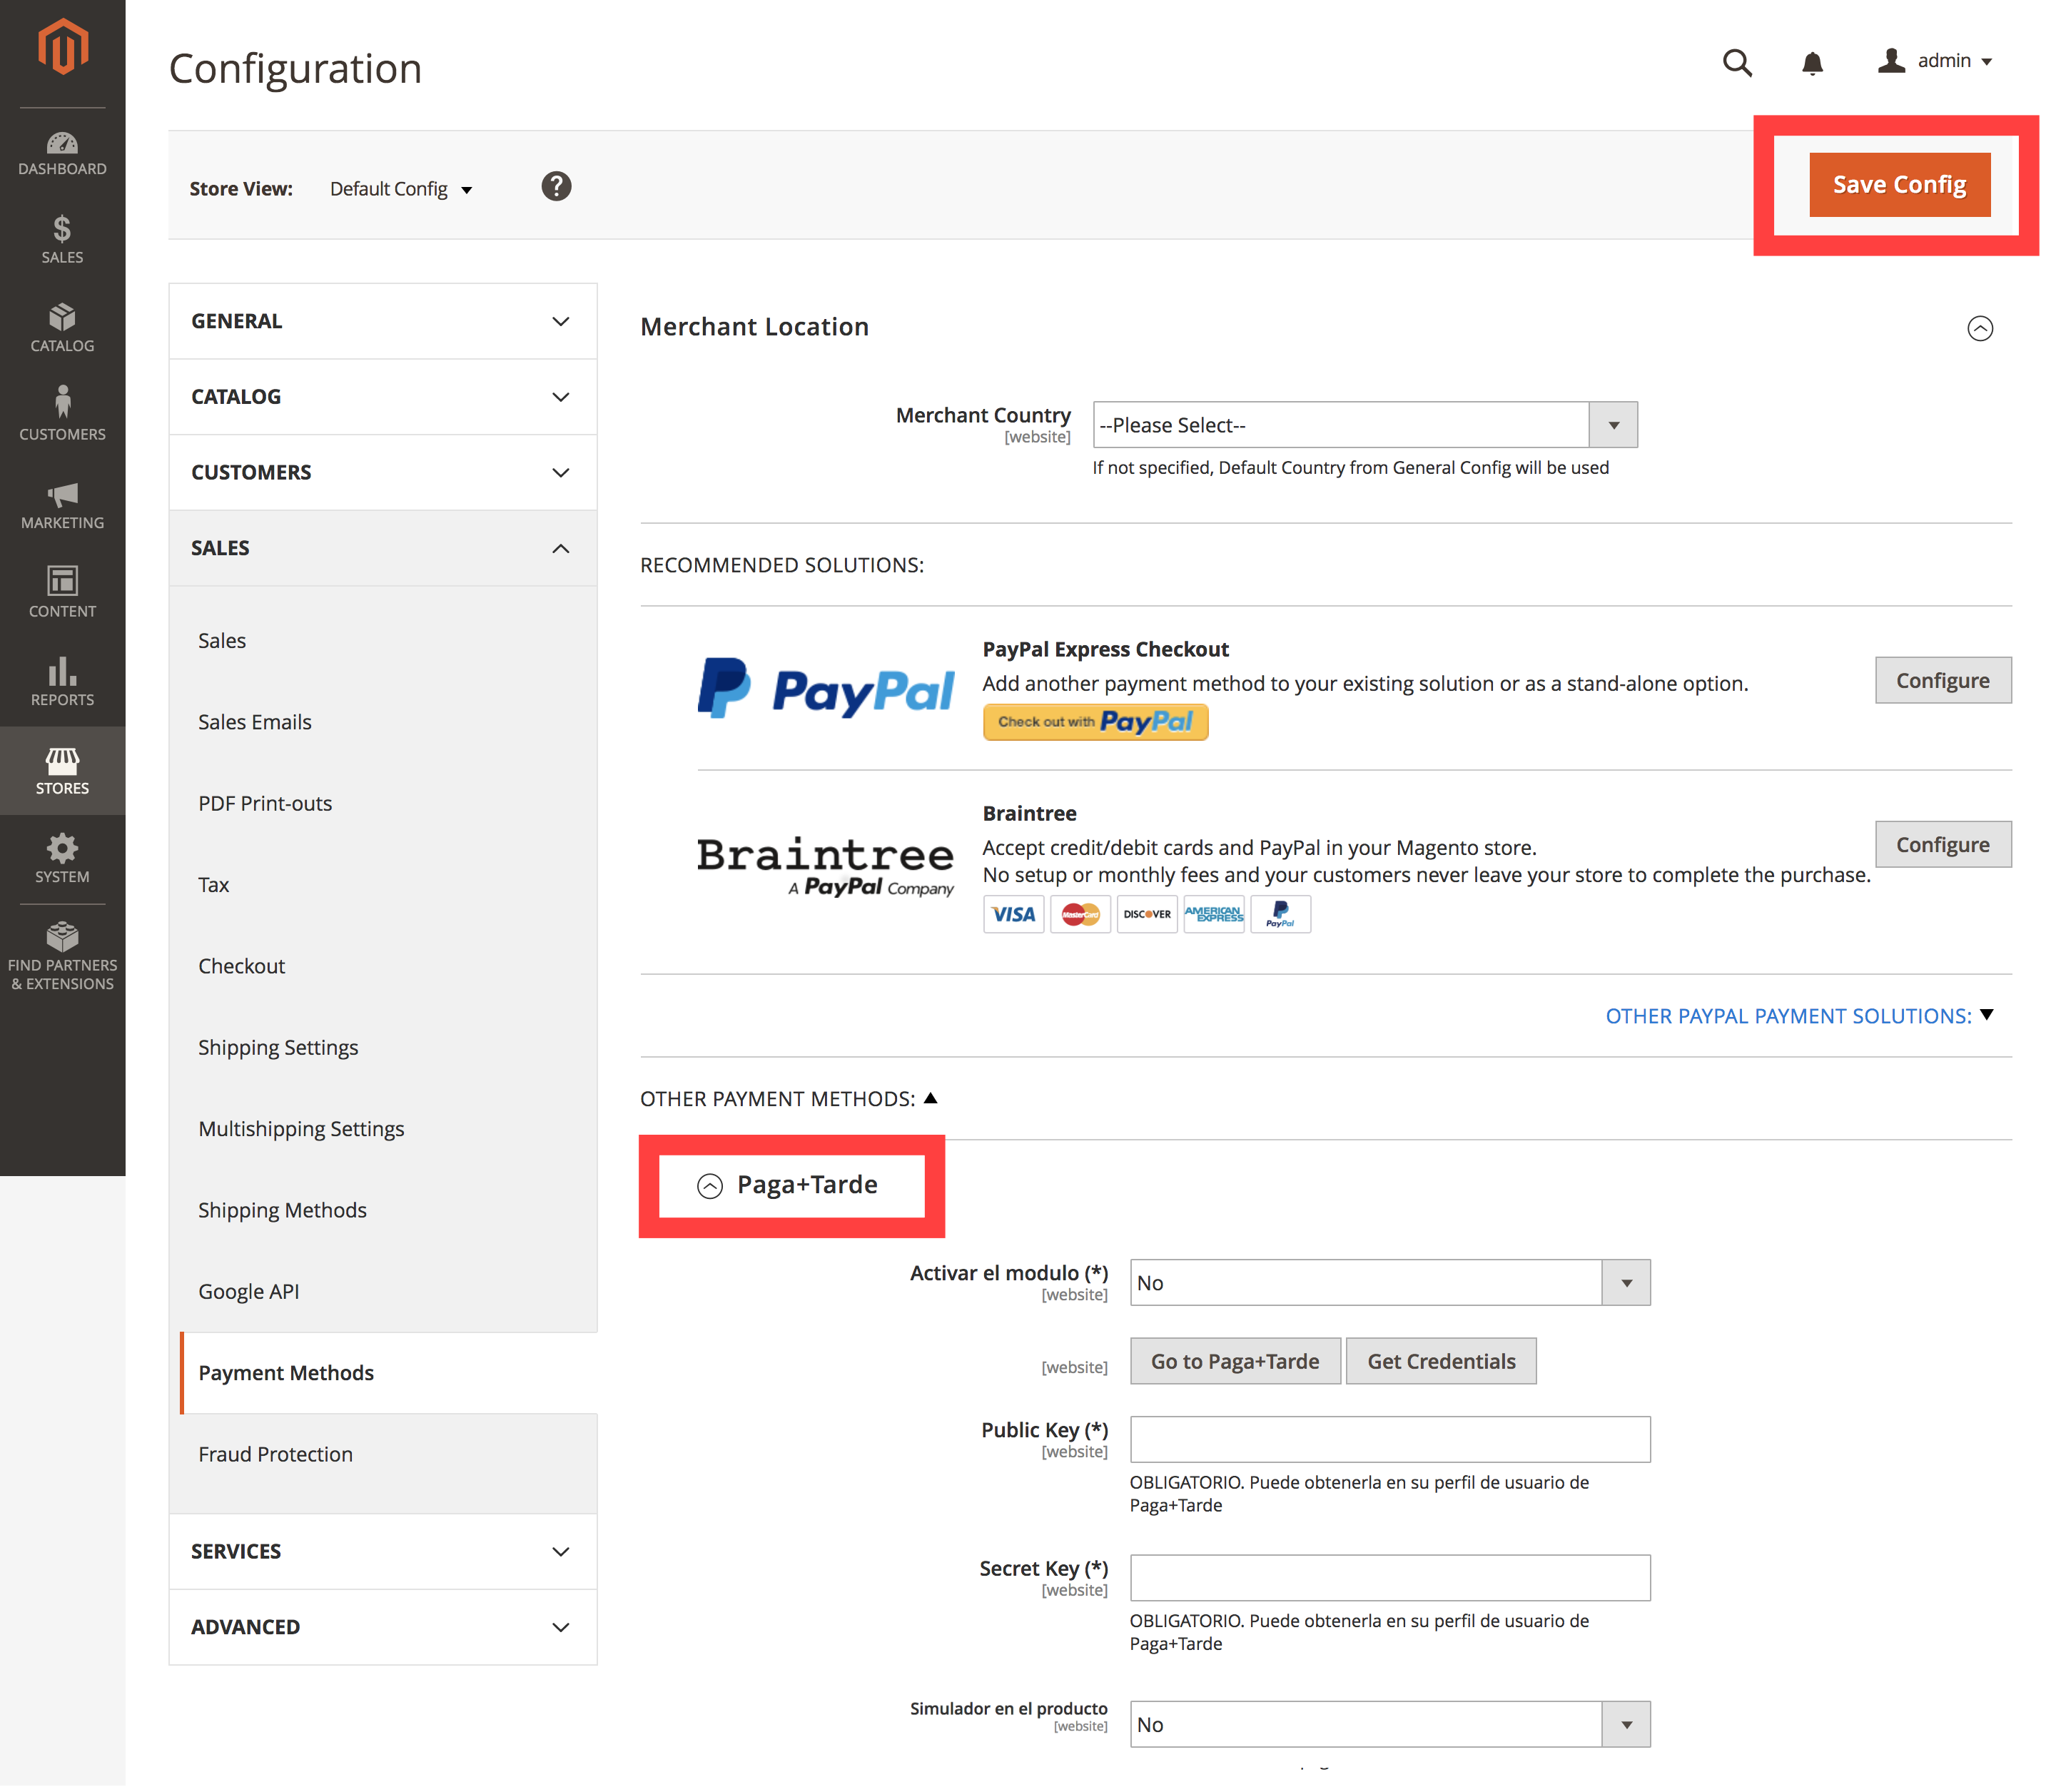 Configuration
admin
DASHBOARD
SALES
CATALOG
CUSTOMERS
MARKETING
CONTENT
REPORTS
STORES
SYSTEM
FIND PARTNERS
& EXTENSIONS
Store View: Default Config ?
Save Config
GENERAL
CATALOG
CUSTOMERS
SALES
Sales
Sales Emails
PDF Print-outs
Tax
Checkout
Shipping Settings
Multishipping Settings
Shipping Methods
Google API
Payment Methods
Fraud Protection
SERVICES
ADVANCED
Merchant Location
Merchant Country
[website]
--Please Select--
If not specified, Default Country from General Config will be used
RECOMMENDED SOLUTIONS:
PayPal
PayPal Express Checkout
Add another payment method to your existing solution or as a stand-alone option.
Check out with PayPal
Configure
Braintree
A PayPal Company
Braintree
Accept credit/debit cards and PayPal in your Magento store.
No setup or monthly fees and your customers never leave your store to complete the purchase.
VISA MasterCard DISCOVER AMERICAN EXPRESS PayPal
Configure
OTHER PAYPAL PAYMENT SOLUTIONS:
OTHER PAYMENT METHODS:
Paga+Tarde
Activar el modulo (*)
[website]
No
[website]
Go to Paga+Tarde
Get Credentials
Public Key (*)
[website]
OBLIGATORIO. Puede obtenerla en su perfil de usuario de
Paga+Tarde
Secret Key (*)
[website]
OBLIGATORIO. Puede obtenerla en su perfil de usuario de
Paga+Tarde
Simulador en el producto
[website]
No